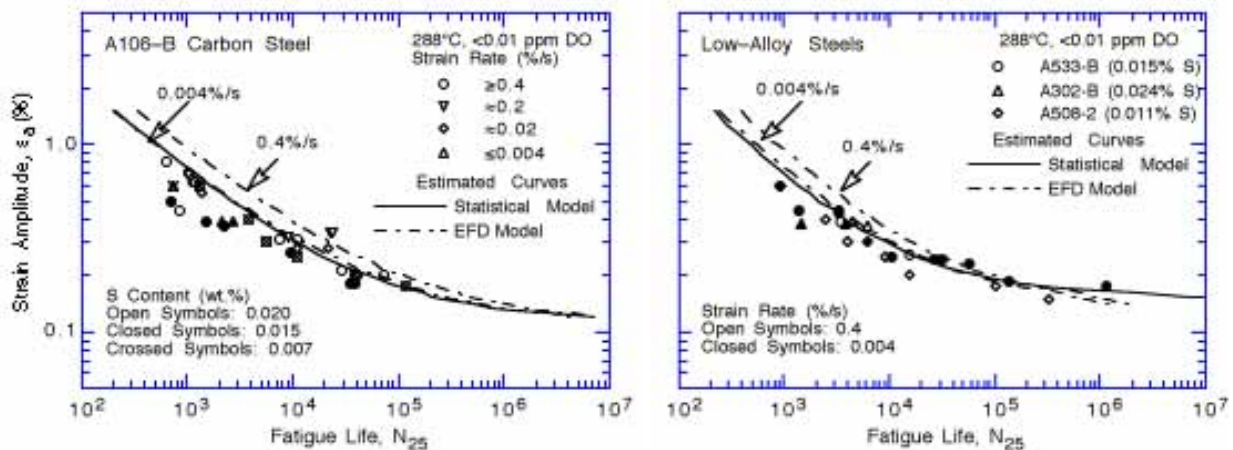 A106-B Carbon Steel
288°C, <0.01 ppm DO
Strain Rate (%/s)
≥0.4
≈0.2
≈0.02
≤0.004
0.004%/s
0.4%/s
Estimated Curves
Statistical Model
EFD Model
S Content (wt.%)
Open Symbols: 0.020
Closed Symbols: 0.015
Crossed Symbols: 0.007
Strain Amplitude, εa(%)
1.0
0.1
10^2
10^3
10^4
10^5
10^6
10^7
Fatigue Life, N25
Low-Alloy Steels
288°C, <0.01 ppm DO
A533-B (0.015% S)
A302-B (0.024% S)
A508-2 (0.011% S)
0.004%/s
0.4%/s
Estimated Curves
Statistical Model
EFD Model
Strain Rate (%/s)
Open Symbols: 0.4
Closed Symbols: 0.004
10^2
10^3
10^4
10^5
10^6
10^7
Fatigue Life, N25